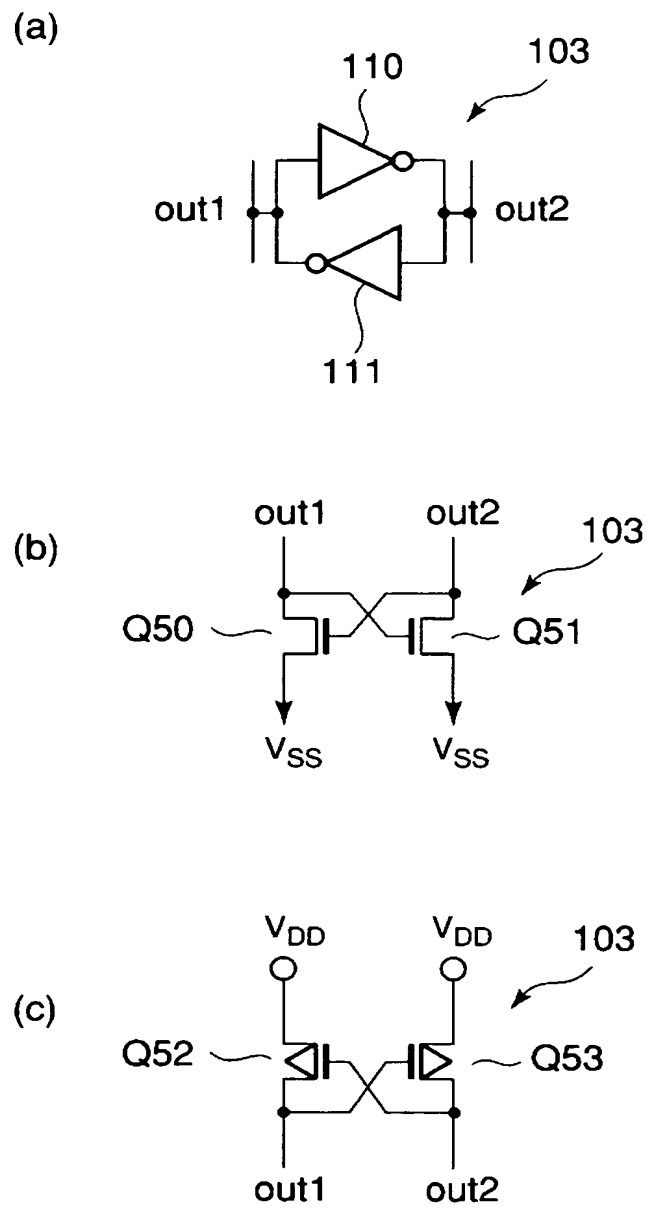 (a)
110
103
out1
out2
111
(b)
out1
out2
103
Q50
Q51
VSS
VSS
(c)
VDD
VDD
103
Q52
Q53
out1
out2